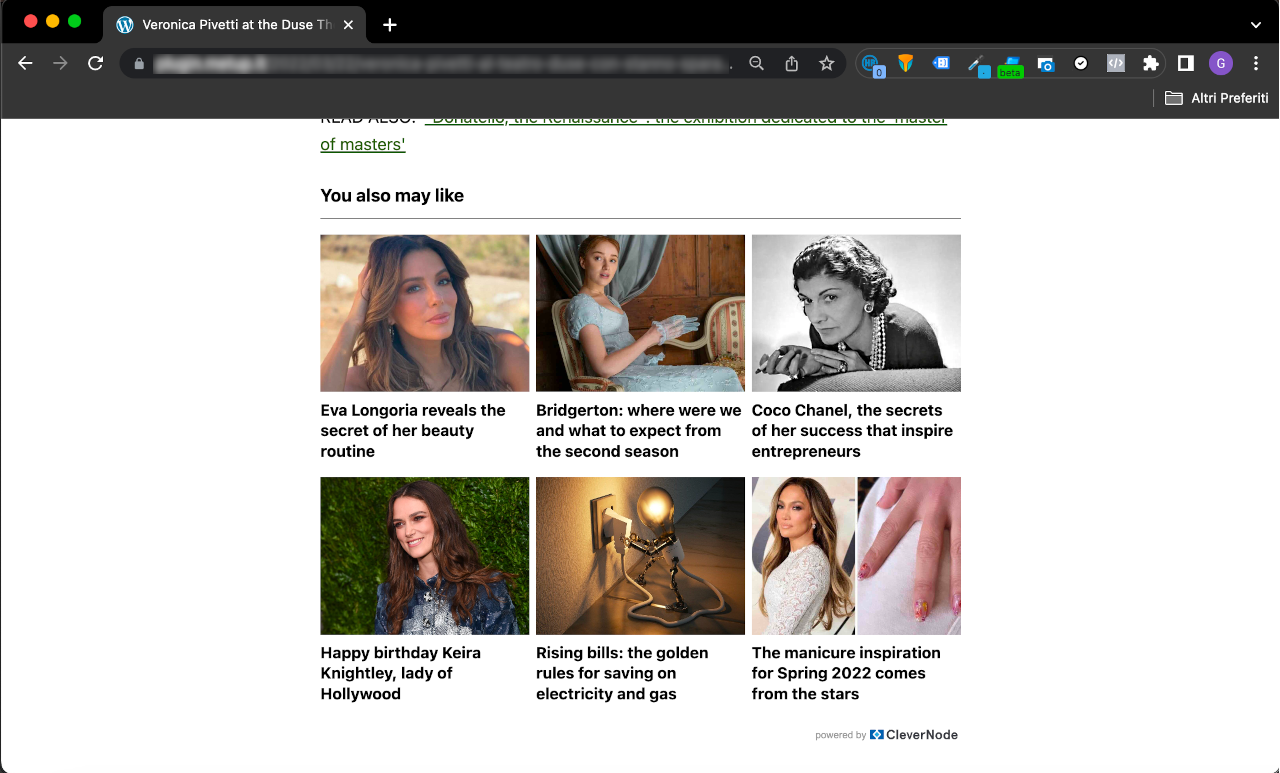 Veronica Pivetti at the Duse Th
0
beta
G
Altri Preferiti
READ ALSO: "Donatello, the Renaissance": the exhibition dedicated to the 'master
of masters'
You also may like
Eva Longoria reveals the
secret of her beauty
routine
Bridgerton: where were we
and what to expect from
the second season
Coco Chanel, the secrets
of her success that inspire
entrepreneurs
Happy birthday Keira
Knightley, lady of
Hollywood
Rising bills: the golden
rules for saving on
electricity and gas
The manicure inspiration
for Spring 2022 comes
from the stars
powered by CleverNode